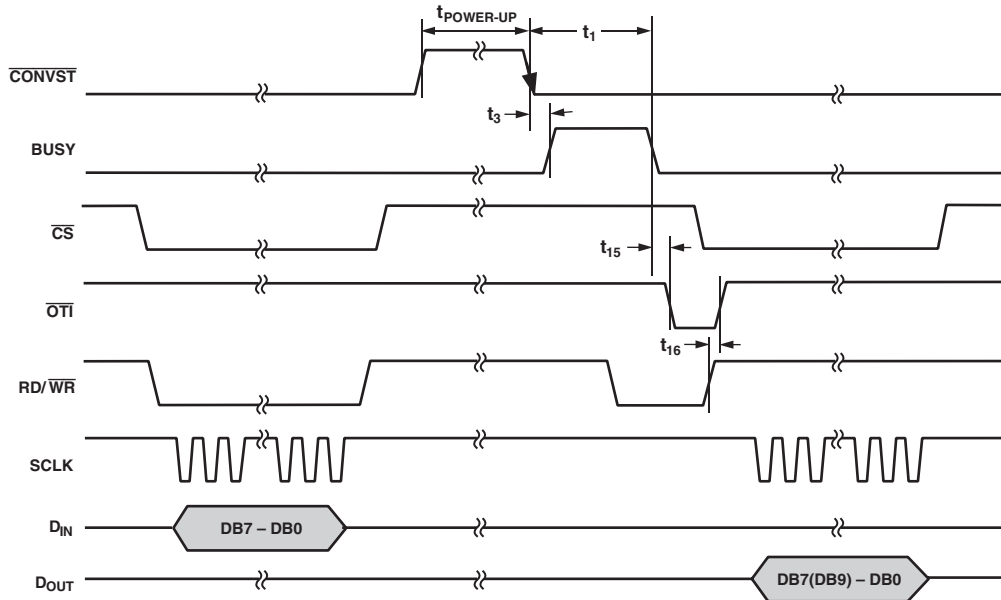 tPOWER-UP
t1
CONVST
t3
BUSY
CS
t15
OTI
t16
RD/WR
SCLK
DIN
DB7 – DB0
DOUT
DB7(DB9) – DB0